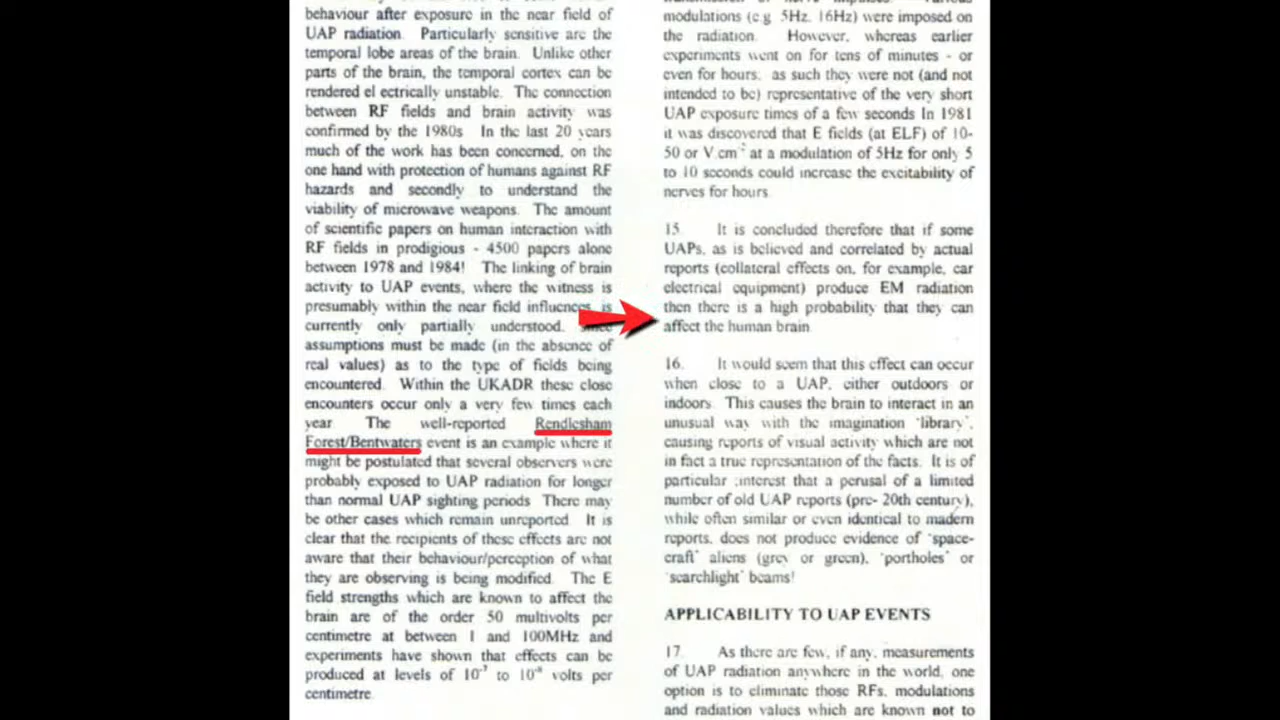 behaviour after exposure in the near field of
UAP radiation. Particularly sensitive are the
temporal lobe areas of the brain. Unlike other
parts of the brain, the temporal cortex can be
rendered el ectrically unstable. The connection
between RF fields and brain activity was
confirmed by the 1980s In the last 20 years
much of the work has been concerned, on the
one hand with protection of humans against RF
hazards and secondly to understand the
viability of microwave weapons. The amount
of scientific papers on human interaction with
RF fields in prodigious - 4500 papers alone
between 1978 and 1984! The linking of brain
activity to UAP events, where the witness is
presumably within the near field influences, is
currently only partially understood, since
assumptions must be made (in the absence of
real values) as to the type of fields being
encountered. Within the UKADR these close
encounters occur only a very few times each
year The well-reported Rendlesham
Forest/Bentwaters event is an example where it
might be postulated that several observers were
probably exposed to UAP radiation for longer
than normal UAP sighting periods There may
be other cases which remain unreported It is
clear that the recipients of these effects are not
aware that their behaviour/perception of what
they are observing is being modified. The E
field strengths which are known to affect the
brain are of the order 50 multivolts per
centimetre at between 1 and 100MHz and
experiments have shown that effects can be
produced at levels of 10⁻⁷ to 10⁻⁸ volts per
centimetre.
modulations (e.g 5Hz, 16Hz) were imposed on
the radiation. However, whereas earlier
experiments went on for tens of minutes - or
even for hours; as such they were not (and not
intended to be) representative of the very short
UAP exposure times of a few seconds In 1981
it was discovered that E fields (at ELF) of 10-
50 or V.cm⁻² at a modulation of 5Hz for only 5
to 10 seconds could increase the excitability of
nerves for hours
15. It is concluded therefore that if some
UAPs, as is believed and correlated by actual
reports (collateral effects on, for example, car
electrical equipment) produce EM radiation
then there is a high probability that they can
affect the human brain
16. It would seem that this effect can occur
when close to a UAP, either outdoors or
indoors. This causes the brain to interact in an
unusual way with the imagination 'library',
causing reports of visual activity which are not
in fact a true representation of the facts. It is of
particular interest that a perusal of a limited
number of old UAP reports (pre- 20th century),
while often similar or even identical to modern
reports, does not produce evidence of 'space-
craft' aliens (grey or green), 'portholes' or
'searchlight' beams!
APPLICABILITY TO UAP EVENTS
17. As there are few, if any, measurements
of UAP radiation anywhere in the world, one
option is to eliminate those RFs, modulations
and radiation values which are known not to